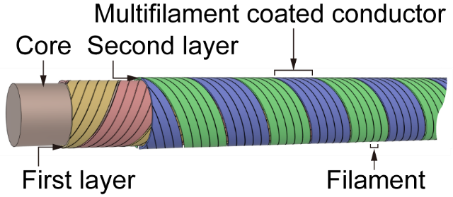 Multifilament coated conductor
Core
Second layer
First layer
Filament